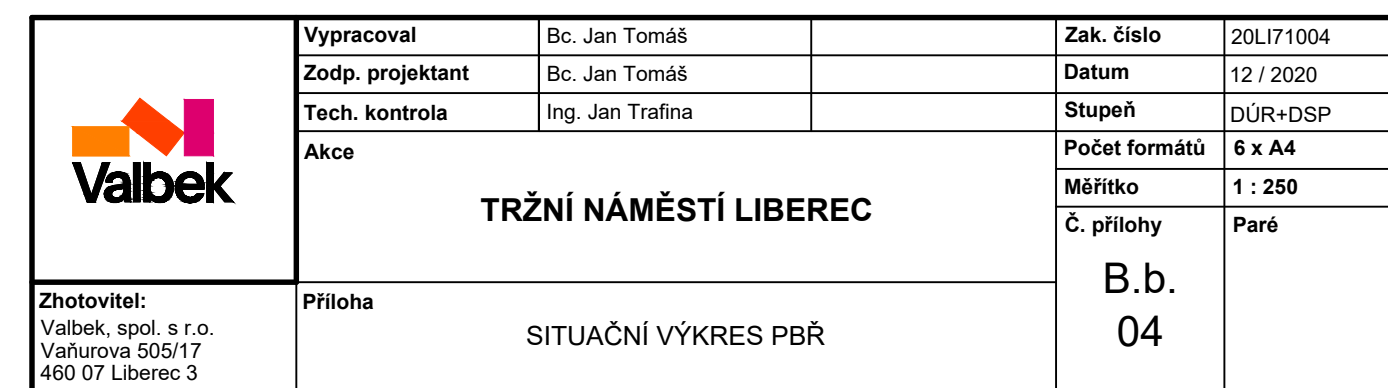 Valbek
Vypracoval Bc. Jan Tomáš
Zodp. projektant Bc. Jan Tomáš
Tech. kontrola Ing. Jan Trafina
Zak. číslo 20LI71004
Datum 12 / 2020
Stupeň DÚR+DSP
Počet formátů 6 x A4
Měřítko 1 : 250
Akce
TRŽNÍ NÁMĚSTÍ LIBEREC
Č. přílohy Paré
B.b.
04
Zhotovitel:
Valbek, spol. s r.o.
Vaňurova 505/17
460 07 Liberec 3
Příloha
SITUAČNÍ VÝKRES PBŘ